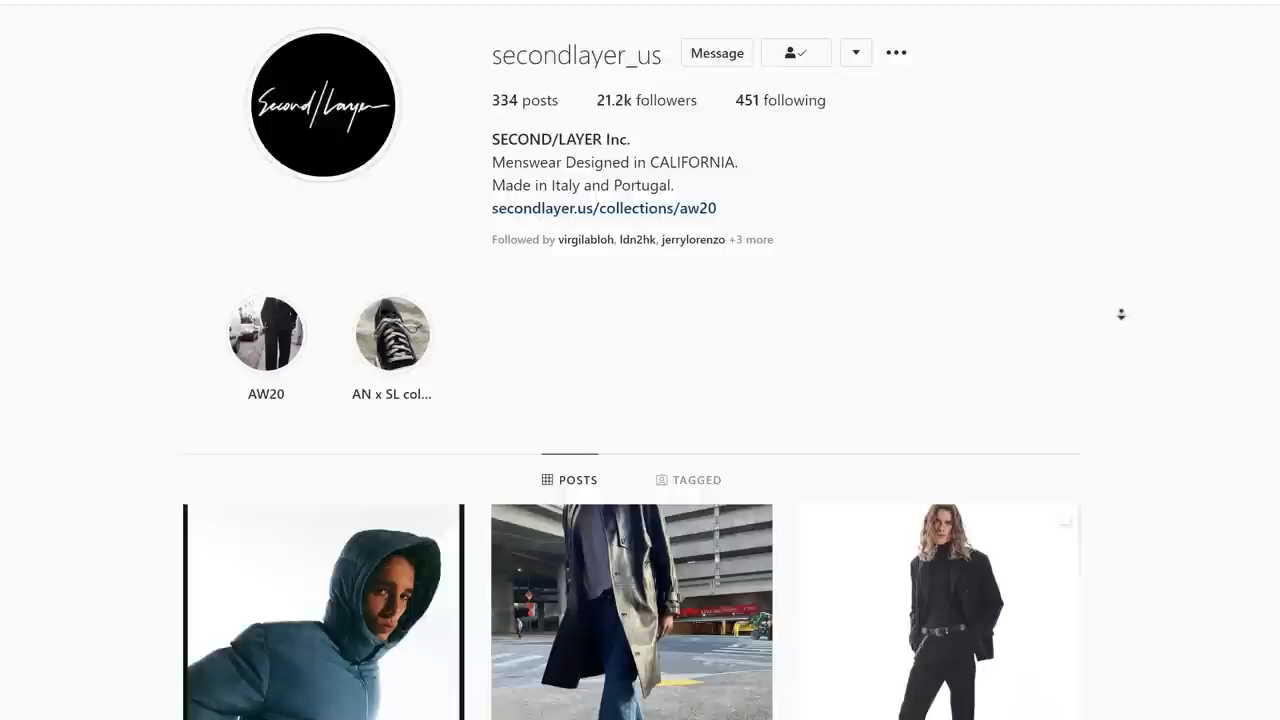 Second/Layer
secondlayer_us
Message
334 posts 21.2k followers 451 following
SECOND/LAYER Inc.
Menswear Designed in CALIFORNIA.
Made in Italy and Portugal.
secondlayer.us/collections/aw20
Followed by virgilabloh, ldn2hk, jerrylorenzo +3 more
AW20 AN x SL col...
POSTS TAGGED